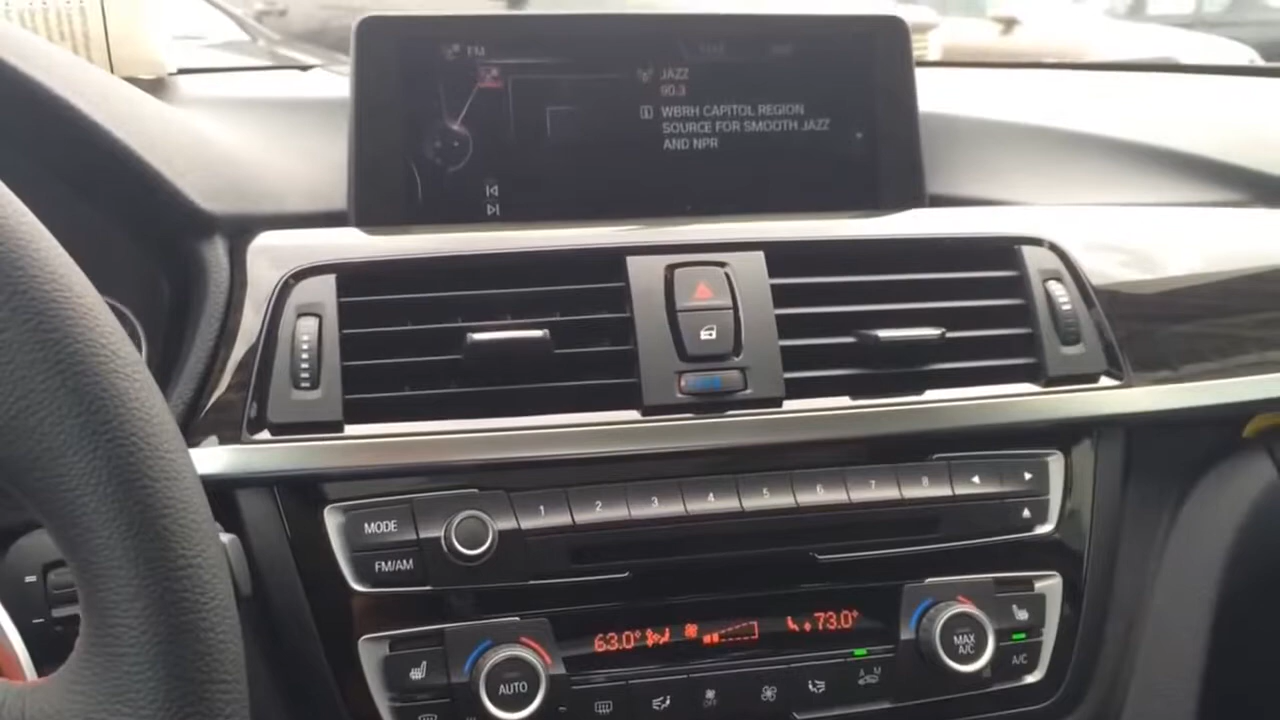 FM
JAZZ
90.3
WBRH CAPITOL REGION
SOURCE FOR SMOOTH JAZZ
AND NPR
MODE
1 2 3 4 5 6 7 8
FM/AM
63.0°
73.0°
AUTO
OFF
A M
MAX
A/C
A/C